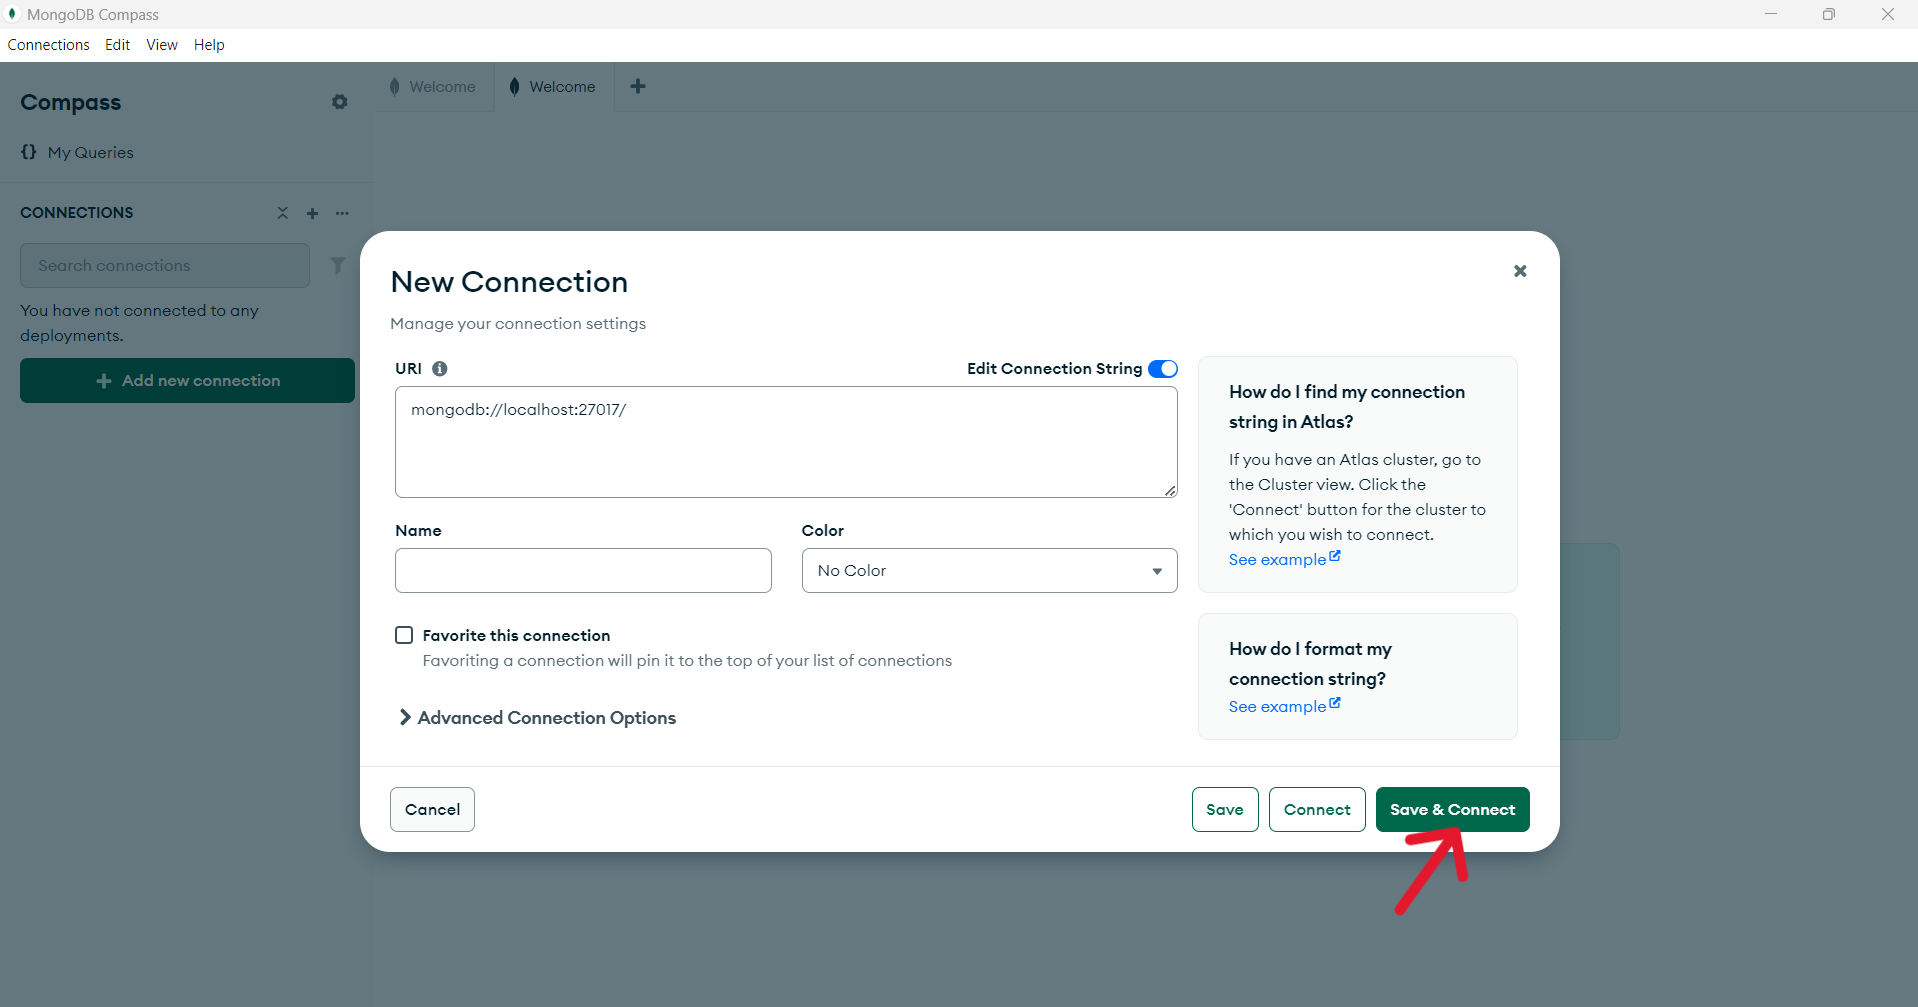 MongoDB Compass
Connections Edit View Help
Compass
Welcome
Welcome
{} My Queries
CONNECTIONS
Search connections
You have not connected to any
deployments.
+ Add new connection
New Connection
Manage your connection settings
URI
Edit Connection String
mongodb://localhost:27017/
Name
Color
No Color
Favorite this connection
Favoriting a connection will pin it to the top of your list of connections
Advanced Connection Options
How do I find my connection
string in Atlas?
If you have an Atlas cluster, go to
the Cluster view. Click the
'Connect' button for the cluster to
which you wish to connect.
See example
How do I format my
connection string?
See example
Cancel
Save
Connect
Save & Connect